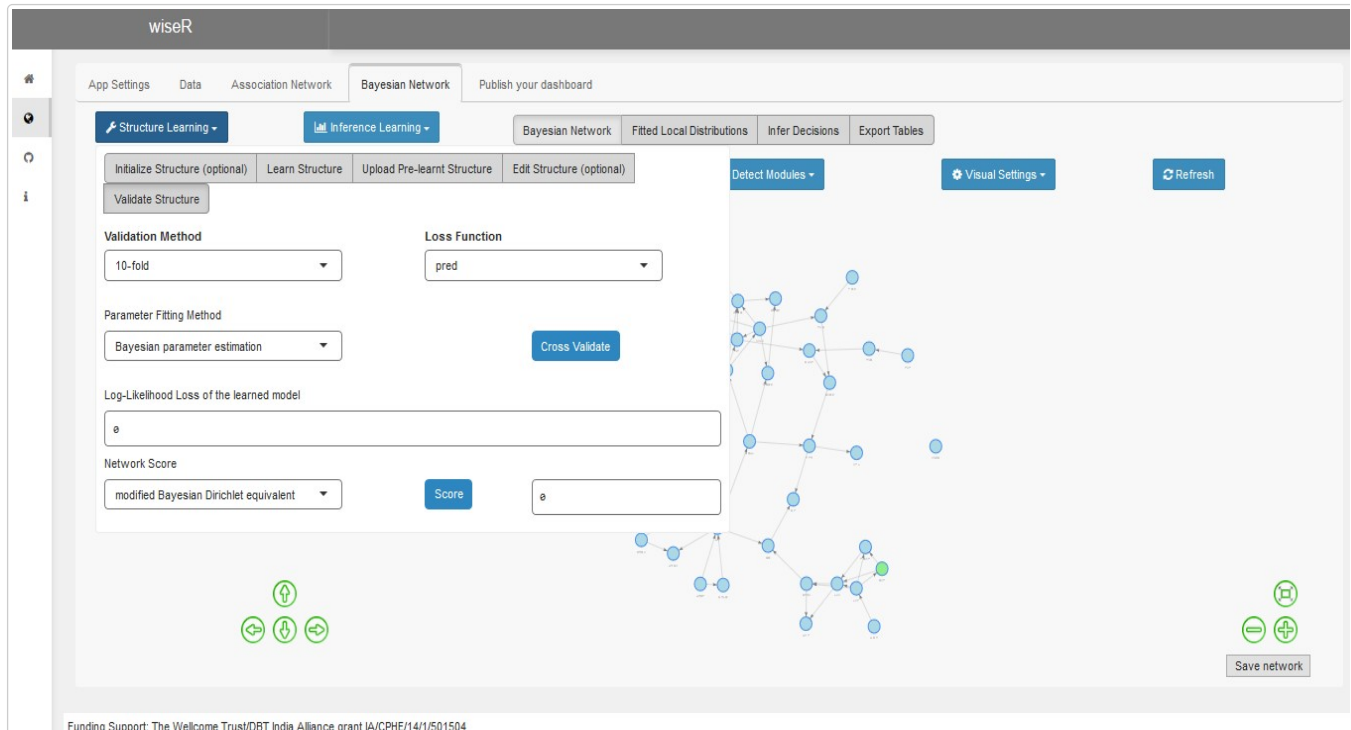 wiseR
App Settings Data Association Network Bayesian Network Publish your dashboard
Structure Learning Inference Learning Bayesian Network Fitted Local Distributions Infer Decisions Export Tables
Initialize Structure (optional) Learn Structure Upload Pre-learnt Structure Edit Structure (optional)
Detect Modules Visual Settings Refresh
Validate Structure
Validation Method Loss Function
10-fold pred
Parameter Fitting Method
Bayesian parameter estimation Cross Validate
Log-Likelihood Loss of the learned model
ø
Network Score
modified Bayesian Dirichlet equivalent Score ø
Save network
Funding Support: The Wellcome Trust/DBT India Alliance grant IA/CPHE/14/1/501504